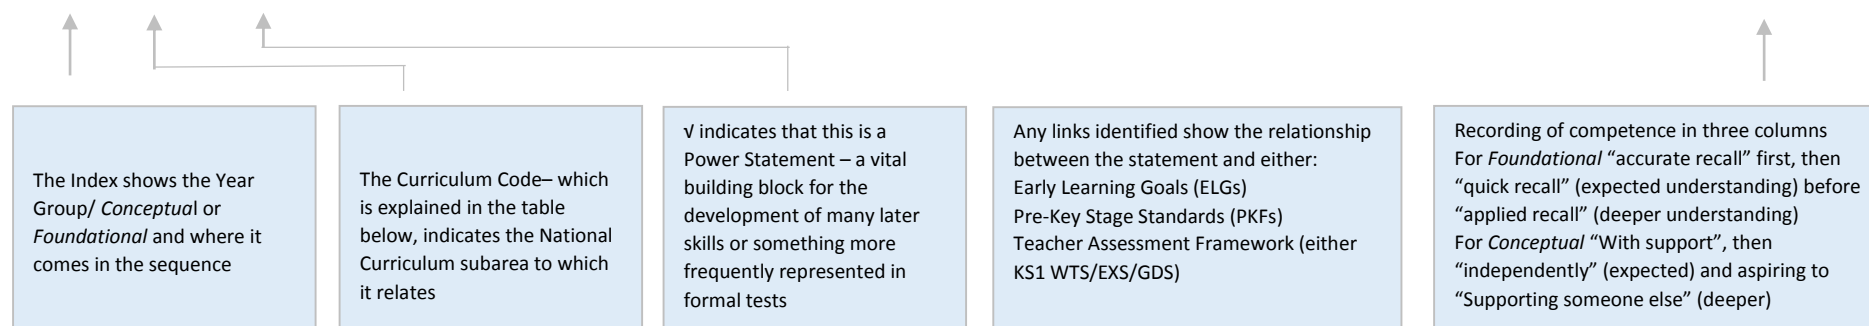 The Index shows the Year
Group/ Conceptual or
Foundational and where it
comes in the sequence
The Curriculum Code– which
is explained in the table
below, indicates the National
Curriculum subarea to which
it relates
√ indicates that this is a
Power Statement – a vital
building block for the
development of many later
skills or something more
frequently represented in
formal tests
Any links identified show the relationship
between the statement and either:
Early Learning Goals (ELGs)
Pre-Key Stage Standards (PKFs)
Teacher Assessment Framework (either
KS1 WTS/EXS/GDS)
Recording of competence in three columns
For Foundational “accurate recall” first, then
“quick recall” (expected understanding) before
“applied recall” (deeper understanding)
For Conceptual “With support”, then
“independently” (expected) and aspiring to
“Supporting someone else” (deeper)